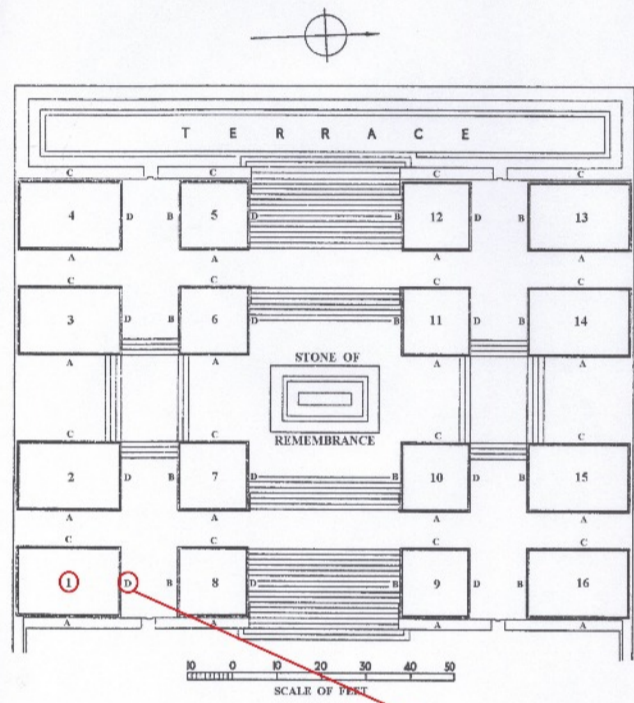 T E R R A C E
C C C C
4 D B 5 D B 12 D B 13
A A A A
C C C C
3 D B 6 D B 11 D B 14
A A STONE OF A A
C C REMEMBRANCE C C
2 D B 7 D B 10 D B 15
A A A A
C C C C
1 D B 8 D B 9 D B 16
A A A A
10 0 10 20 30 40 50
SCALE OF FEET